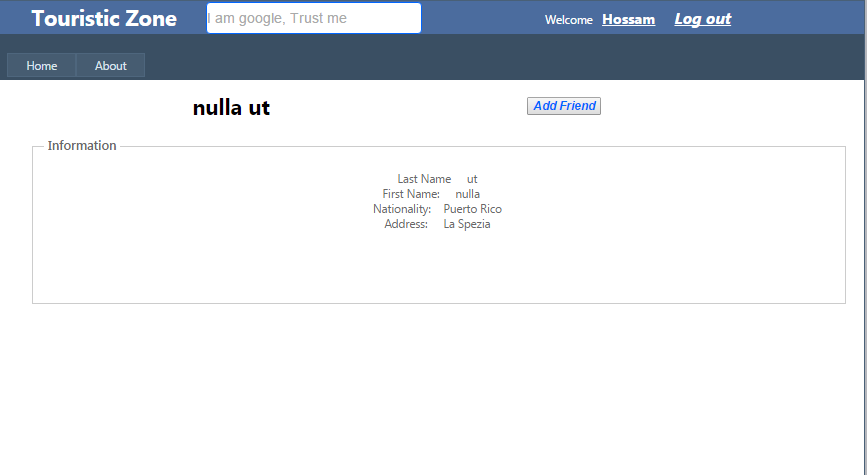 Touristic Zone I am google, Trust me Welcome Hossam Log out
Home About
nulla ut Add Friend
Information
Last Name ut
First Name: nulla
Nationality: Puerto Rico
Address: La Spezia